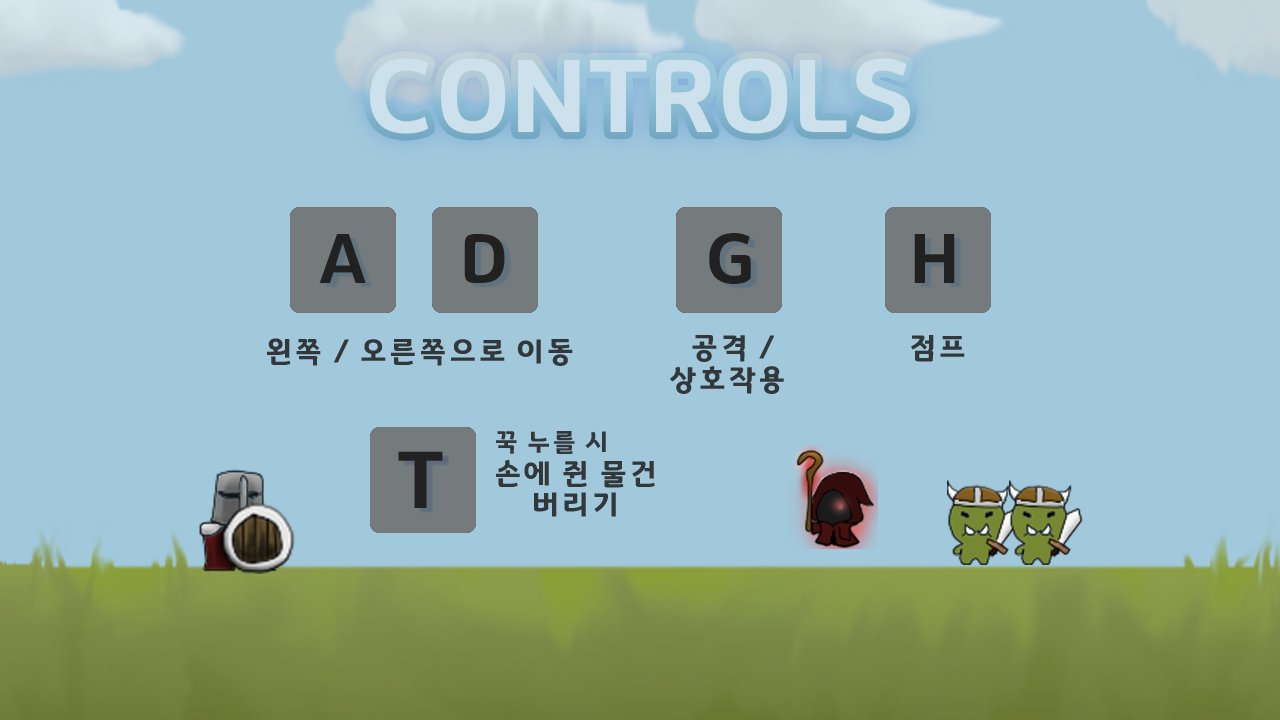 CONTROLS
A D G H
왼쪽 / 오른쪽으로 이동
공격 /
상호작용
점프
T
꾹 누를 시
손에 쥔 물건
버리기